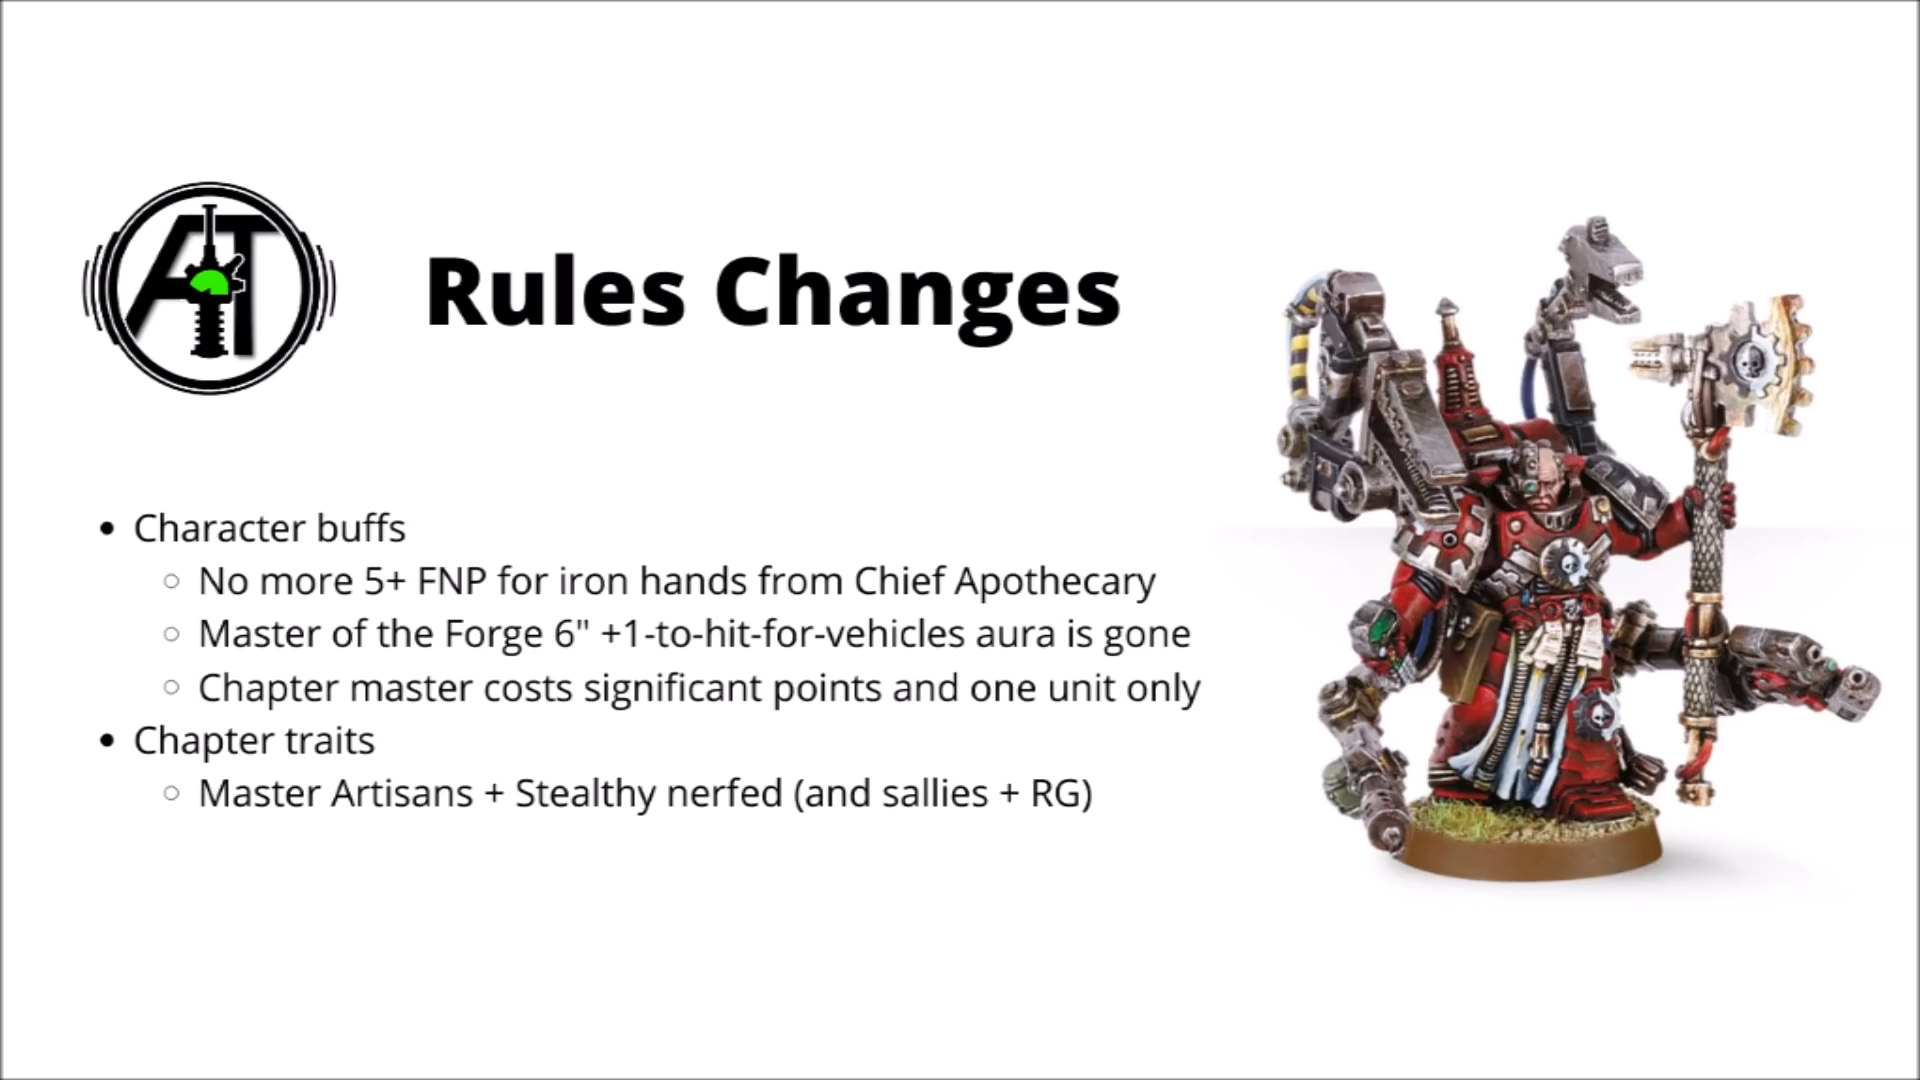 AT
Rules Changes
• Character buffs
○ No more 5+ FNP for iron hands from Chief Apothecary
○ Master of the Forge 6" +1-to-hit-for-vehicles aura is gone
○ Chapter master costs significant points and one unit only
• Chapter traits
○ Master Artisans + Stealthy nerfed (and sallies + RG)